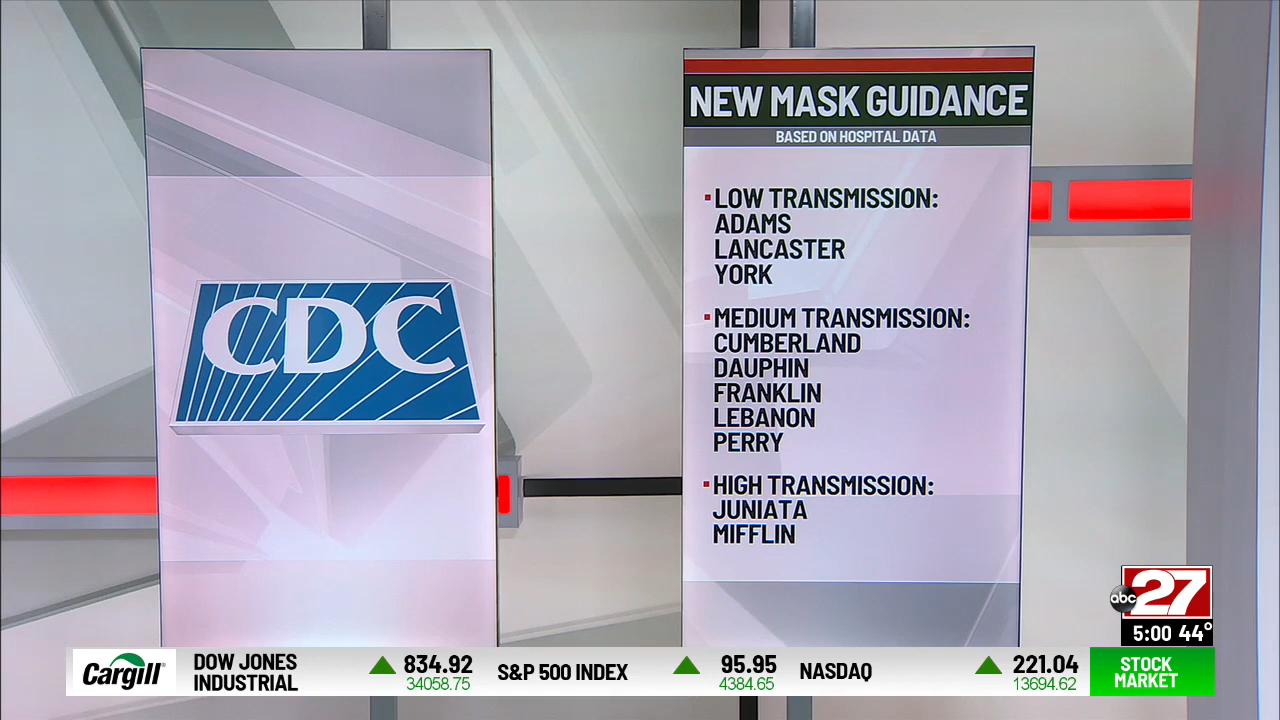 CDC
NEW MASK GUIDANCE
BASED ON HOSPITAL DATA
LOW TRANSMISSION:
ADAMS
LANCASTER
YORK
MEDIUM TRANSMISSION:
CUMBERLAND
DAUPHIN
FRANKLIN
LEBANON
PERRY
HIGH TRANSMISSION:
JUNIATA
MIFFLIN
abc 27
5:00 44°
Cargill
DOW JONES
INDUSTRIAL
834.92
34058.75
S&P 500 INDEX
95.95
4384.65
NASDAQ
221.04
13694.62
STOCK
MARKET